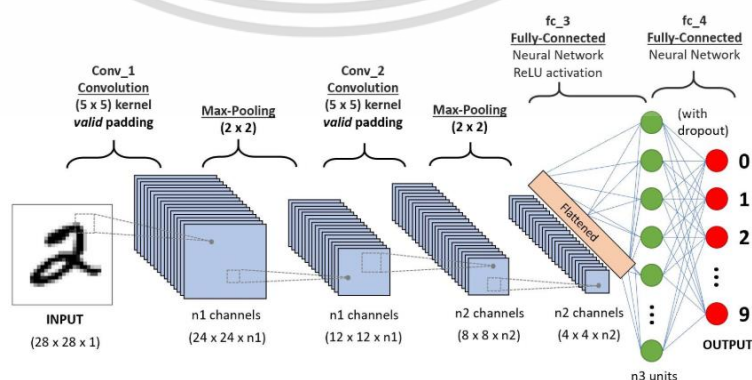 fc_3
Fully-Connected
Neural Network
ReLU activation
fc_4
Fully-Connected
Neural Network
Conv_1
Convolution
(5 x 5) kernel
valid padding
Max-Pooling
(2 x 2)
Conv_2
Convolution
(5 x 5) kernel
valid padding
Max-Pooling
(2 x 2)
(with
dropout)
Flattened
0
1
2
9
INPUT
(28 x 28 x 1)
n1 channels
(24 x 24 x n1)
n1 channels
(12 x 12 x n1)
n2 channels
(8 x 8 x n2)
n2 channels
(4 x 4 x n2)
OUTPUT
n3 units
2